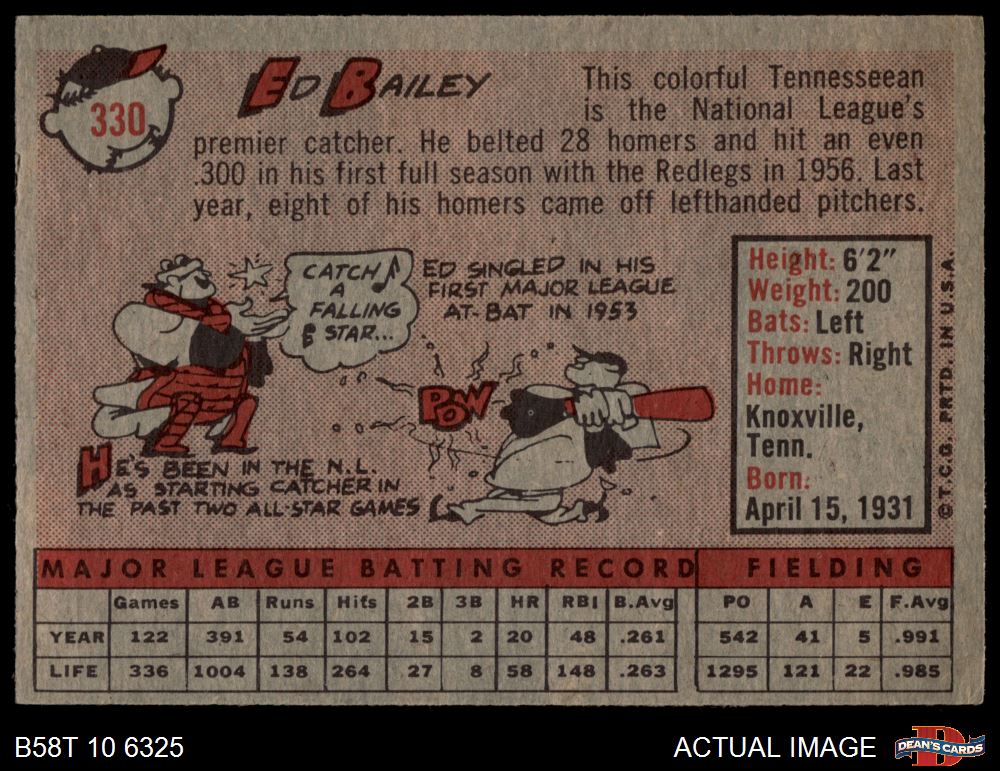 330
ED BAILEY
This colorful Tennesseean
is the National League's
premier catcher. He belted 28 homers and hit an even
.300 in his first full season with the Redlegs in 1956. Last
year, eight of his homers came off lefthanded pitchers.
CATCH
A
FALLING
STAR...
ED SINGLED IN HIS
FIRST MAJOR LEAGUE
AT-BAT IN 1953
POW
HE'S BEEN IN THE N.L.
AS STARTING CATCHER IN
THE PAST TWO ALL-STAR GAMES
Height: 6'2"
Weight: 200
Bats: Left
Throws: Right
Home:
Knoxville,
Tenn.
Born:
April 15, 1931
©T.C.G. PRTD. IN U.S.A.
MAJOR LEAGUE BATTING RECORD FIELDING
Games AB Runs Hits 2B 3B HR RBI B.Avg PO A E F.Avg
YEAR 122 391 54 102 15 2 20 48 .261 542 41 5 .991
LIFE 336 1004 138 264 27 8 58 148 .263 1295 121 22 .985
B58T 10 6325
ACTUAL IMAGE
D
DEAN'S CARDS